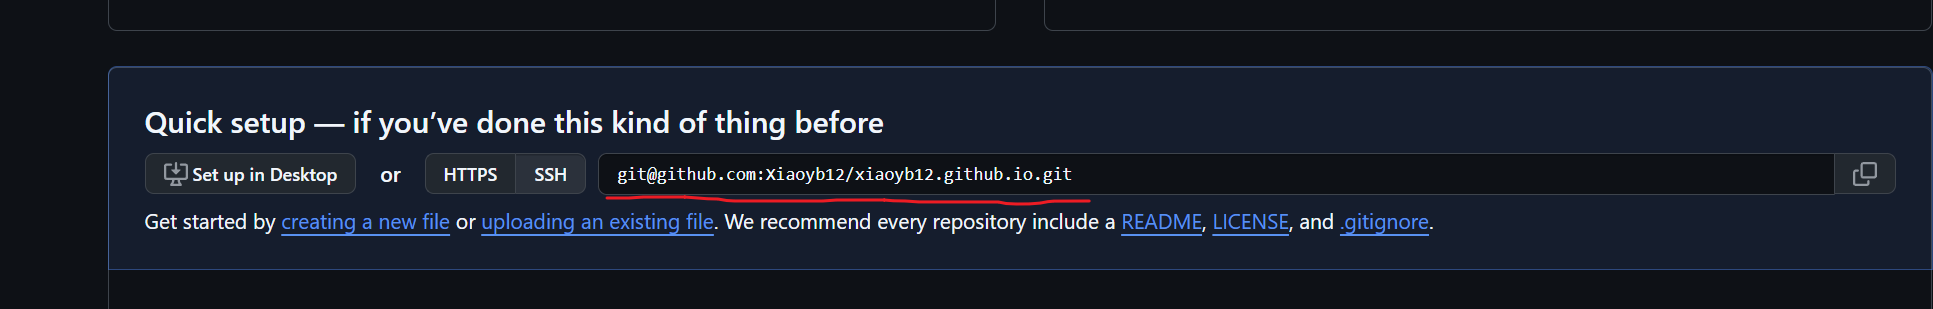 Quick setup — if you’ve done this kind of thing before
Set up in Desktop or HTTPS SSH git@github.com:Xiaoyb12/xiaoyb12.github.io.git
Get started by creating a new file or uploading an existing file. We recommend every repository include a README, LICENSE, and .gitignore.